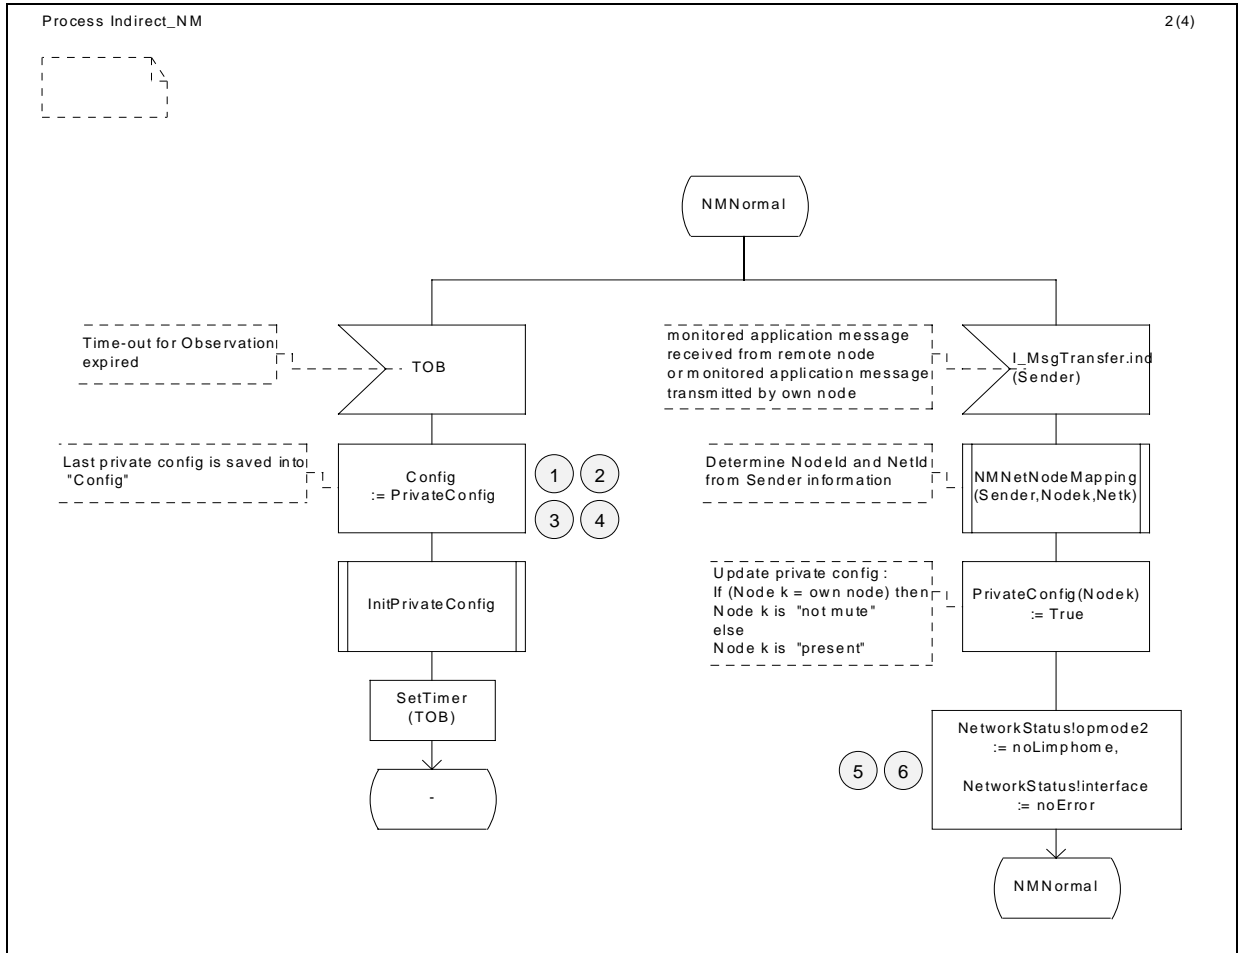 Process Indirect_NM
2(4)
NMNormal
Time-out for Observation
expired
TOB
monitored application message
received from remote node
or monitored application message
transmitted by own node
I_MsgTransfer.ind
(Sender)
Last private config is saved into
"Config"
Config
:= PrivateConfig
1 2
3 4
Determine NodeId and NetId
from Sender information
NMNetNodeMapping
(Sender,Nodek,Netk)
InitPrivateConfig
Update private config :
If (Node k = own node) then
Node k is "not mute"
else
Node k is "present"
PrivateConfig(Nodek)
:= True
SetTimer
(TOB)
-
5 6
NetworkStatus!opmode2
:= noLimphome,
NetworkStatus!interface
:= noError
NMNormal